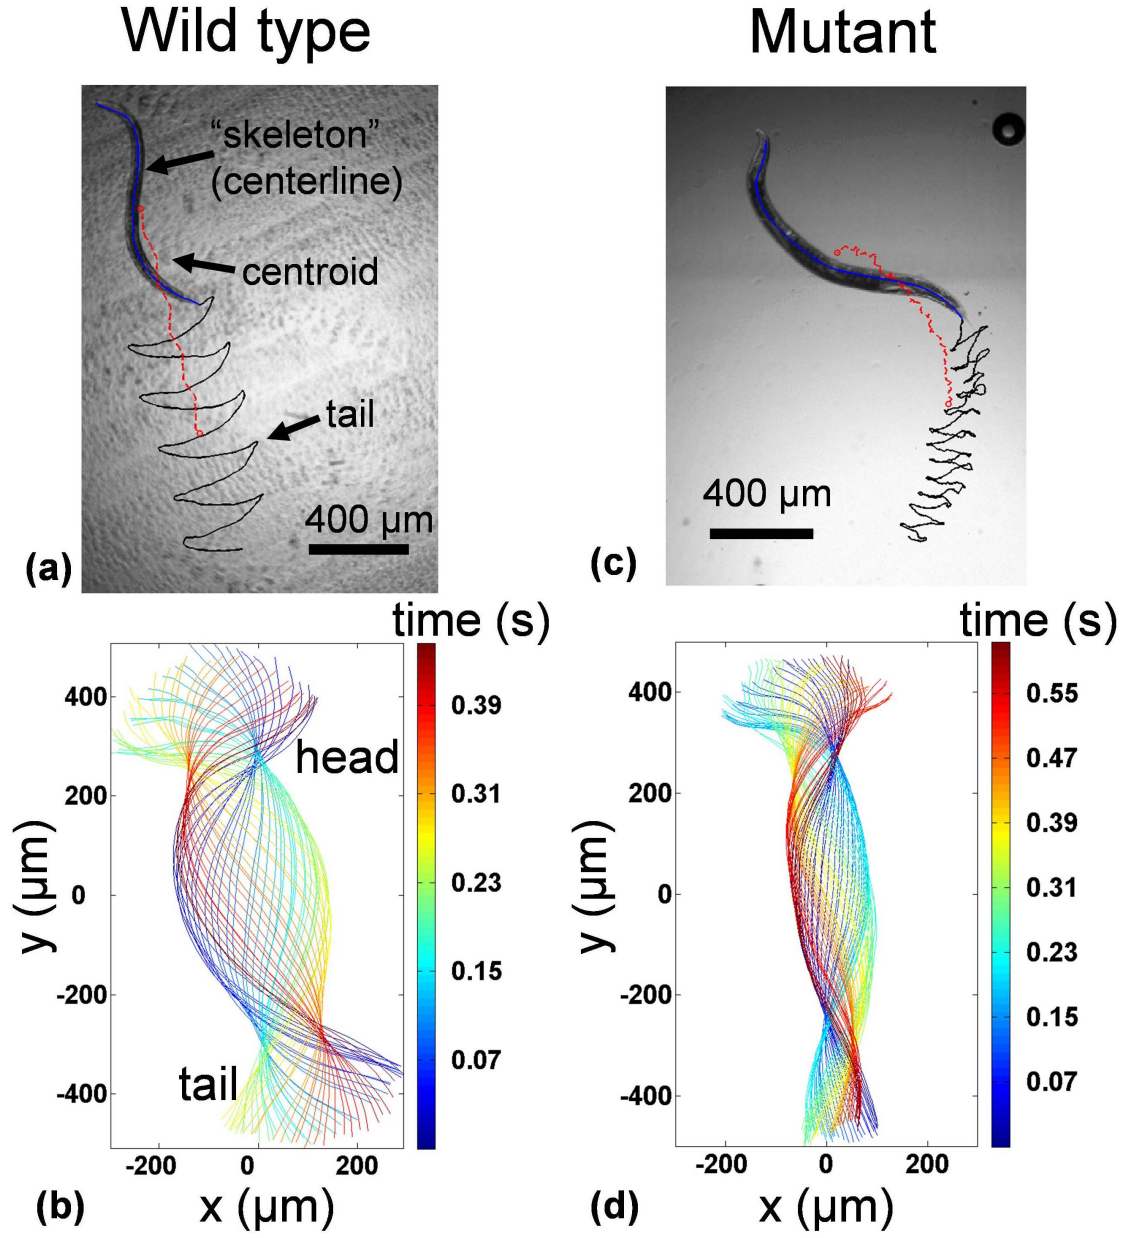 Wild type
Mutant
“skeleton”
(centerline)
centroid
tail
400 µm
(a)
400 µm
(c)
time (s)
400
200
0
-200
-400
y (µm)
-200
0
200
x (µm)
head
tail
0.39
0.31
0.23
0.15
0.07
(b)
time (s)
400
200
0
-200
-400
y (µm)
-200
0
200
x (µm)
0.55
0.47
0.39
0.31
0.23
0.15
0.07
(d)